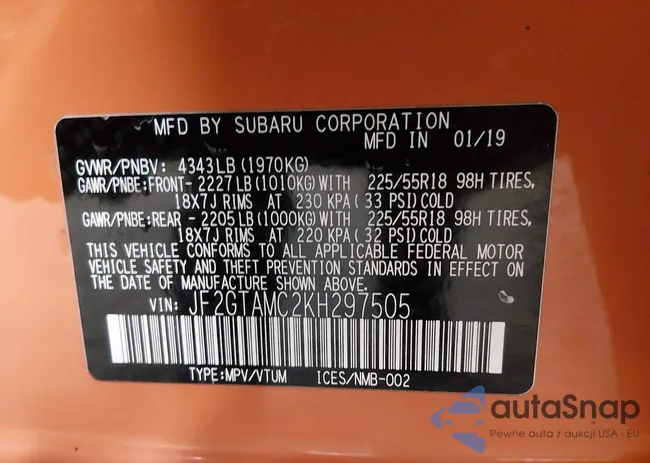 MFD BY SUBARU CORPORATION
MFD IN 01/19
GVWR/PNBV: 4343LB(1970KG)
GAWR/PNBE:FRONT- 2227LB(1010KG)WITH 225/55R18 98H TIRES,
18X7J RIMS AT 230 KPA(33 PSI)COLD
GAWR/PNBE:REAR - 2205LB(1000KG)WITH 225/55R18 98H TIRES,
18X7J RIMS AT 220 KPA(32 PSI)COLD
THIS VEHICLE CONFORMS TO ALL APPLICABLE FEDERAL MOTOR
VEHICLE SAFETY AND THEFT PREVENTION STANDARDS IN EFFECT
ON THE DATE OF MANUFACTURE SHOWN ABOVE.
VIN: JF2GTAMC2KH297505
TYPE:MPV/VTUM ICES/NMB-002
autaSnap
Pewne auta z aukcji USA i EU